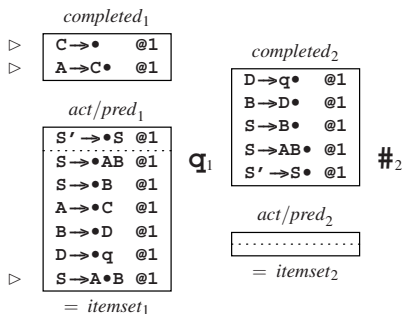 completed₁
▷ C→• @1
▷ A→C• @1
act/pred₁
S'→•S @1
S→•AB @1
S→•B @1
A→•C @1
B→•D @1
D→•q @1
▷ S→A•B @1
= itemset₁
q₁
completed₂
D→q• @1
B→D• @1
S→B• @1
S→AB• @1
S'→S• @1
act/pred₂
= itemset₂
#₂